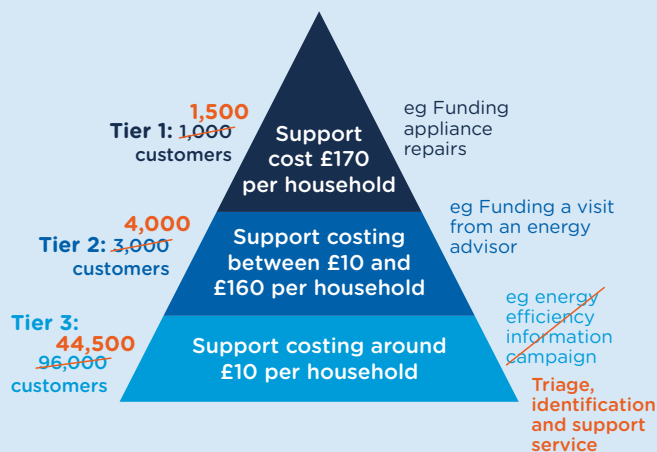 1,500
Tier 1: 1,000
customers
Support
cost £170
per household
eg Funding
appliance
repairs
4,000
Tier 2: 3,000
customers
Support costing
between £10 and
£160 per household
eg Funding a visit
from an energy
advisor
Tier 3:
44,500
96,000
customers
Support costing around
£10 per household
eg energy
efficiency
information
campaign
Triage,
identification
and support
service